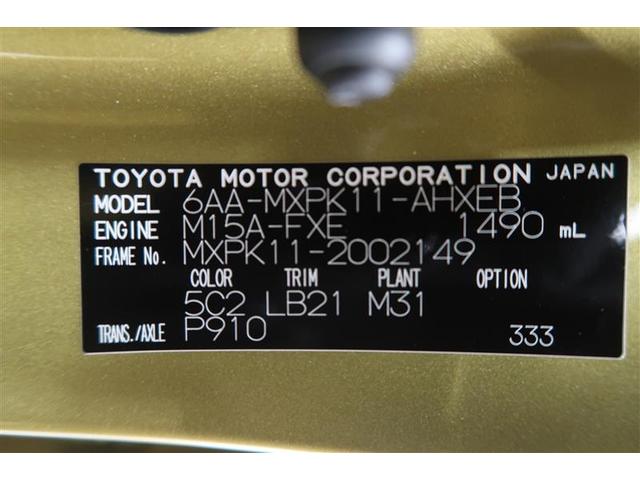 TOYOTA MOTOR CORPORATION JAPAN
MODEL 6AA-MXPK11-AHXEB
ENGINE M15A-FXE 1490 mL
FRAME No. MXPK11-2002149
COLOR TRIM PLANT OPTION
5C2 LB21 M31
TRANS./AXLE P910 333